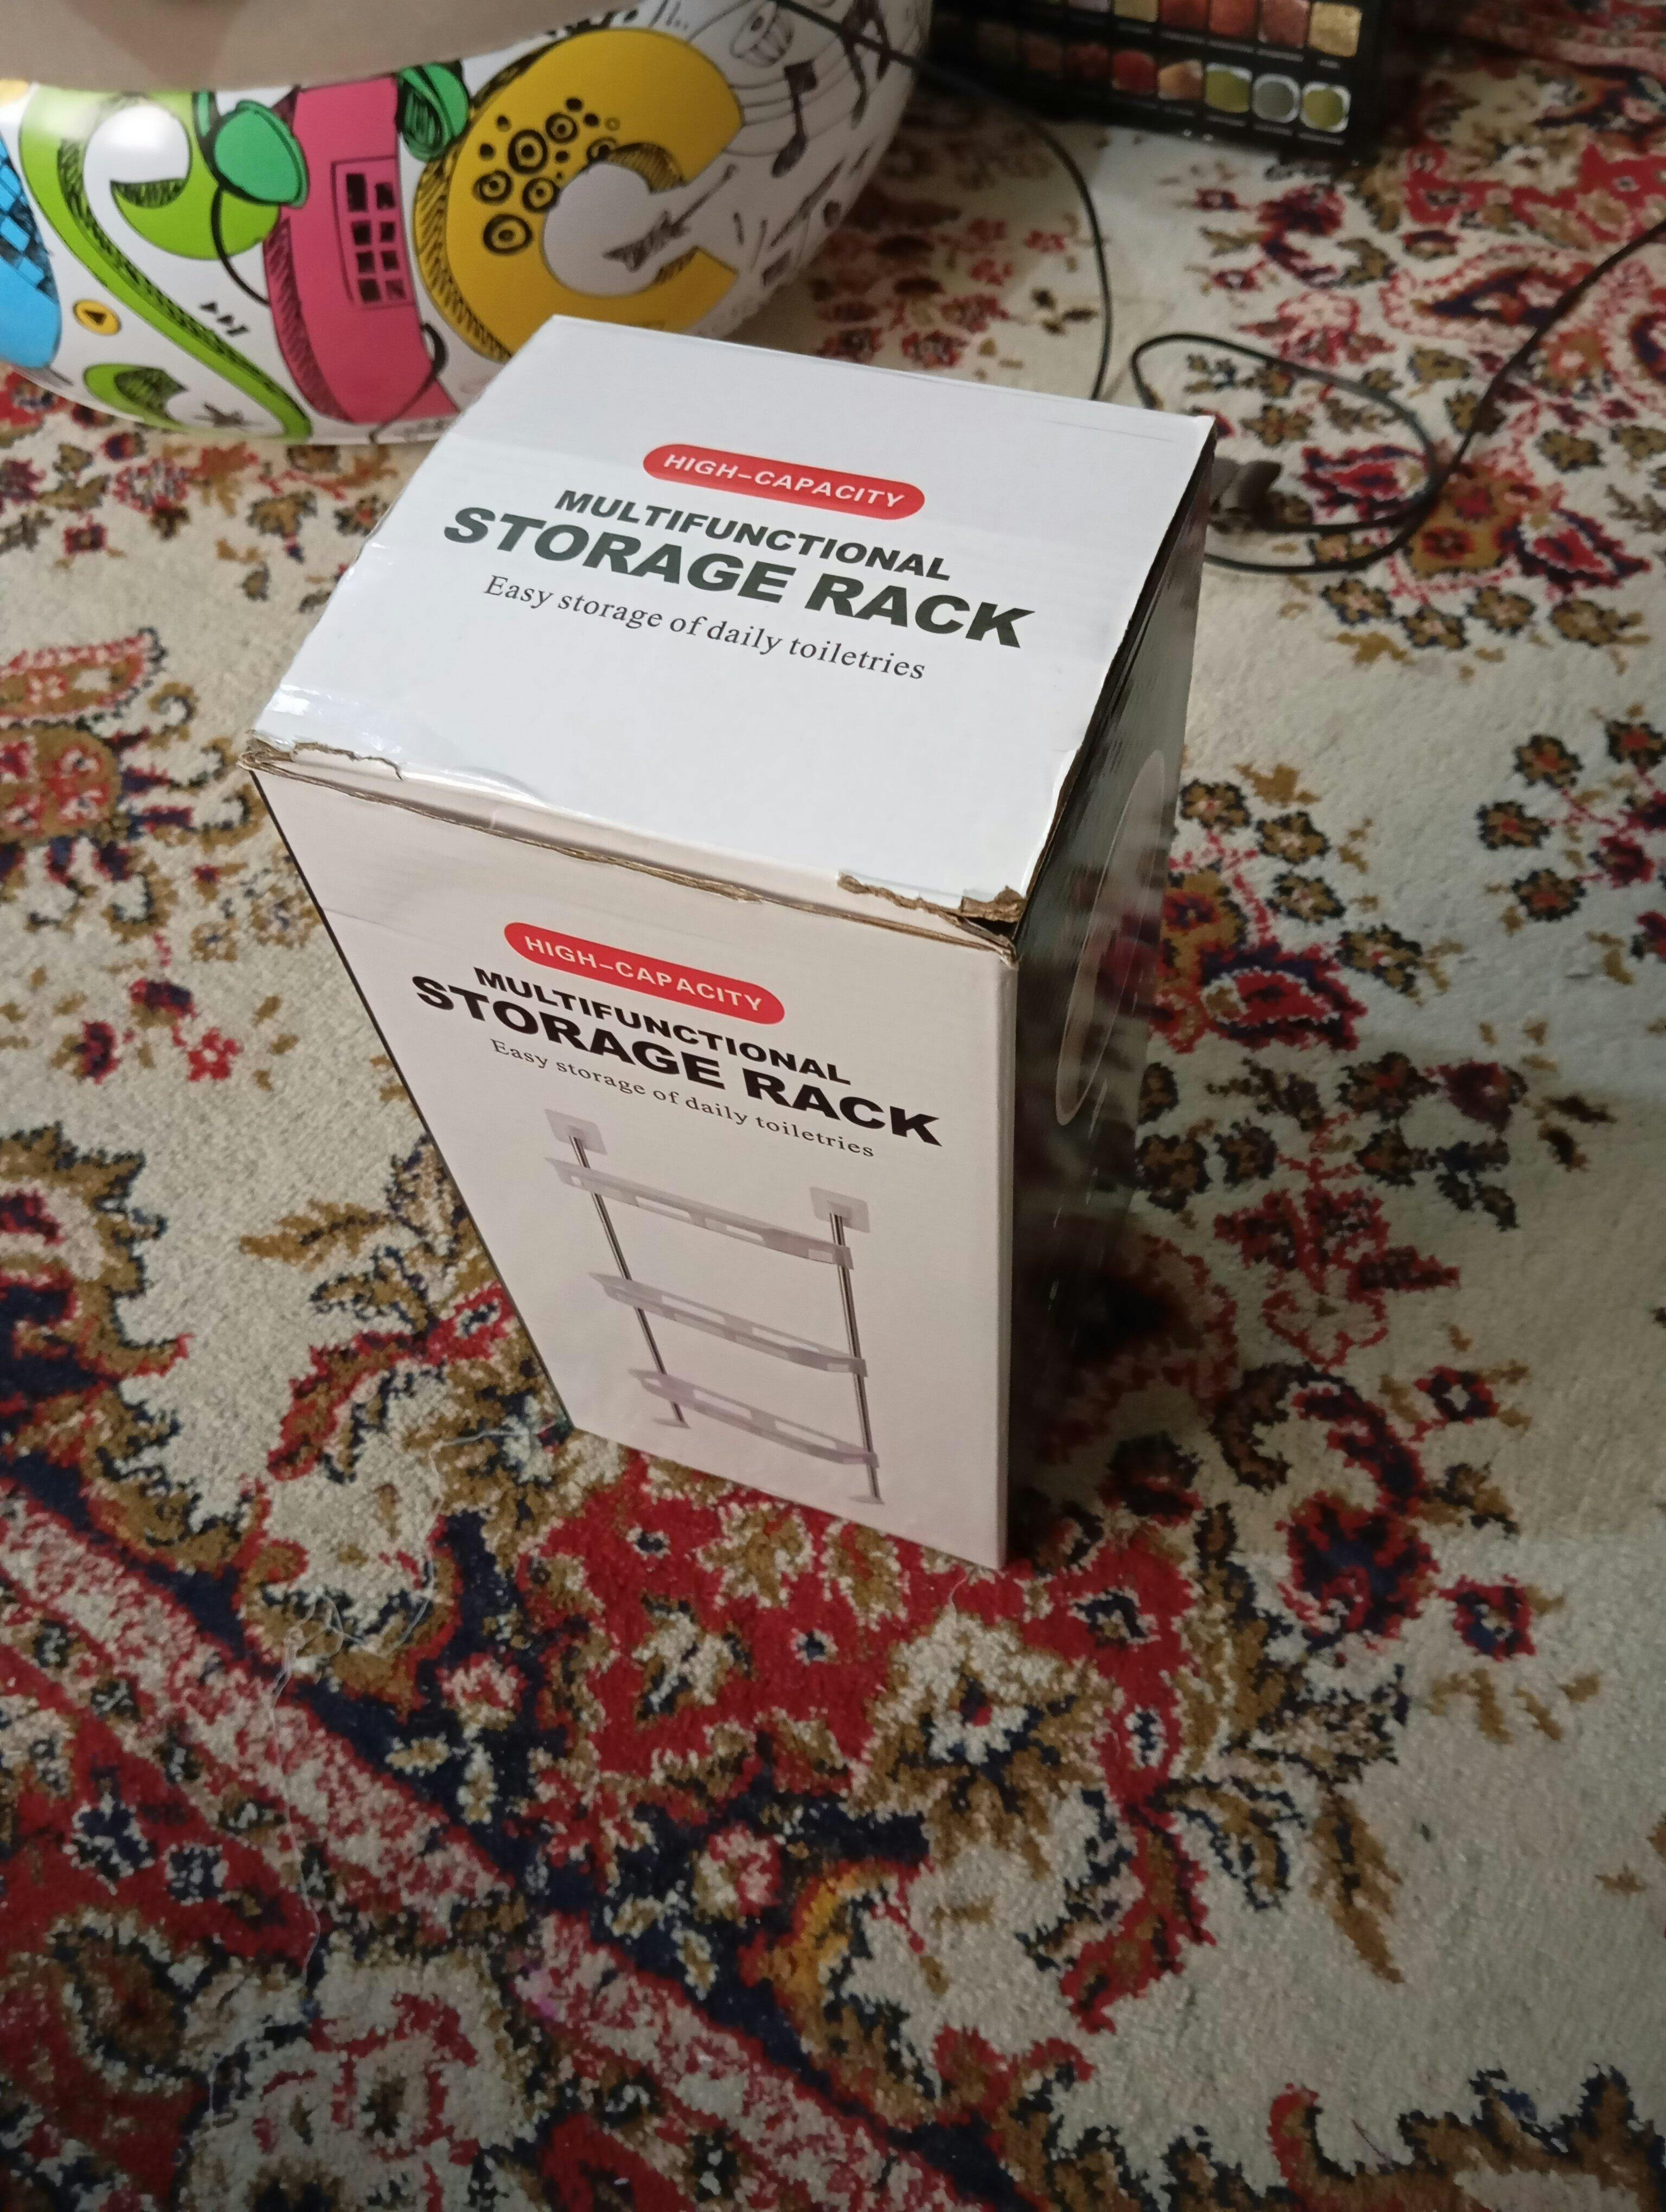 HIGH-CAPACITY
MULTIFUNCTIONAL
STORAGE RACK
Easy storage of daily toiletries
HIGH-CAPACITY
MULTIFUNCTIONAL
STORAGE RACK
Easy storage of daily toiletries